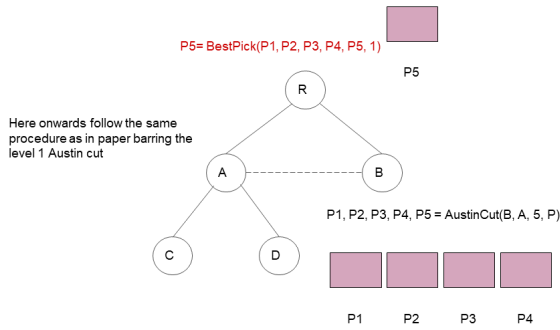 P5= BestPick(P1, P2, P3, P4, P5, 1)
P5
R
Here onwards follow the same
procedure as in paper barring the
level 1 Austin cut
A
B
P1, P2, P3, P4, P5 = AustinCut(B, A, 5, P)
C
D
P1
P2
P3
P4